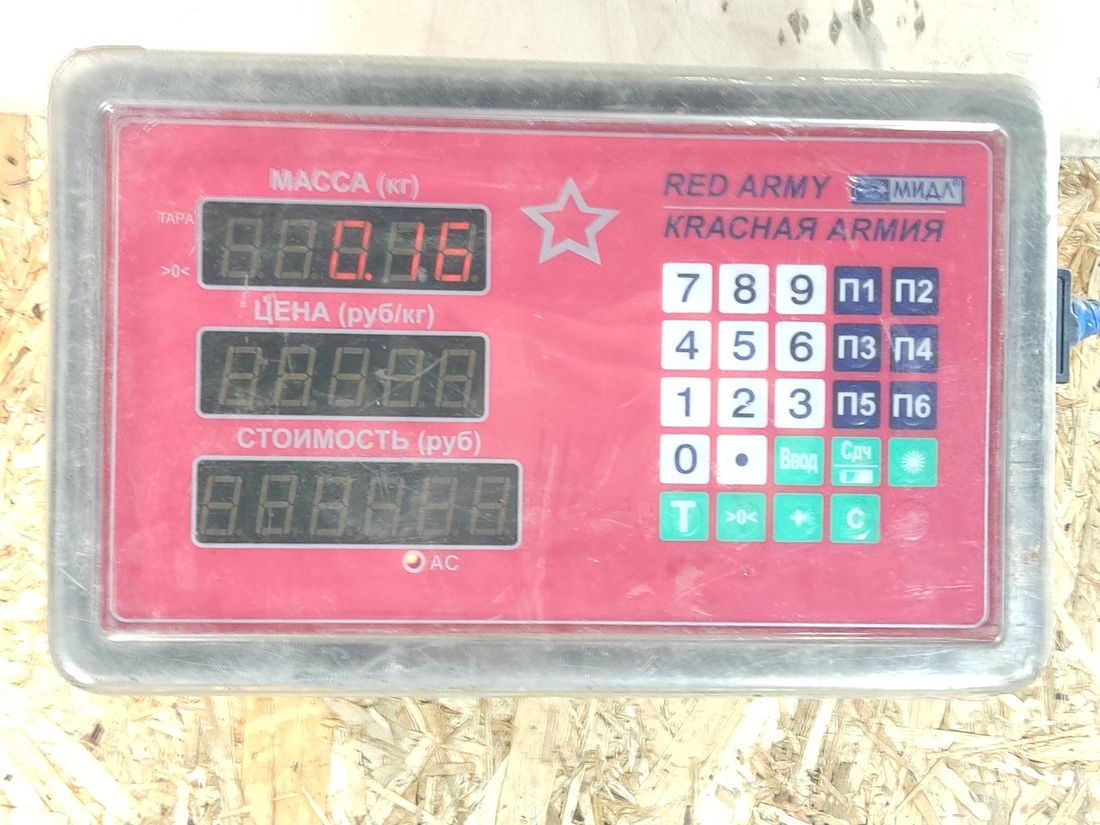 МАССА (кг)
ТАРА
0.16
>0<
ЦЕНА (руб/кг)
СТОИМОСТЬ (руб)
AC
RED ARMY МИДЛ®
KRACHAЯ ARMИЯ
7 8 9 П1 П2
4 5 6 П3 П4
1 2 3 П5 П6
0 • Ввод Сдч
T >0< + C